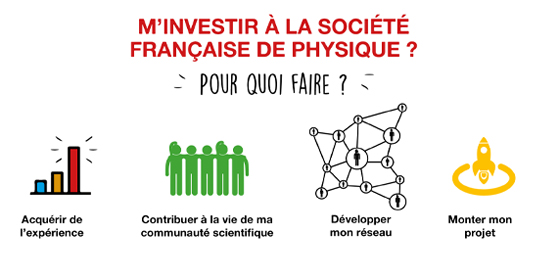 M'INVESTIR À LA SOCIÉTÉ
FRANÇAISE DE PHYSIQUE ?
POUR QUOI FAIRE ?
Acquérir de
l'expérience
Contribuer à la vie de ma
communauté scientifique
Développer
mon réseau
Monter mon
projet